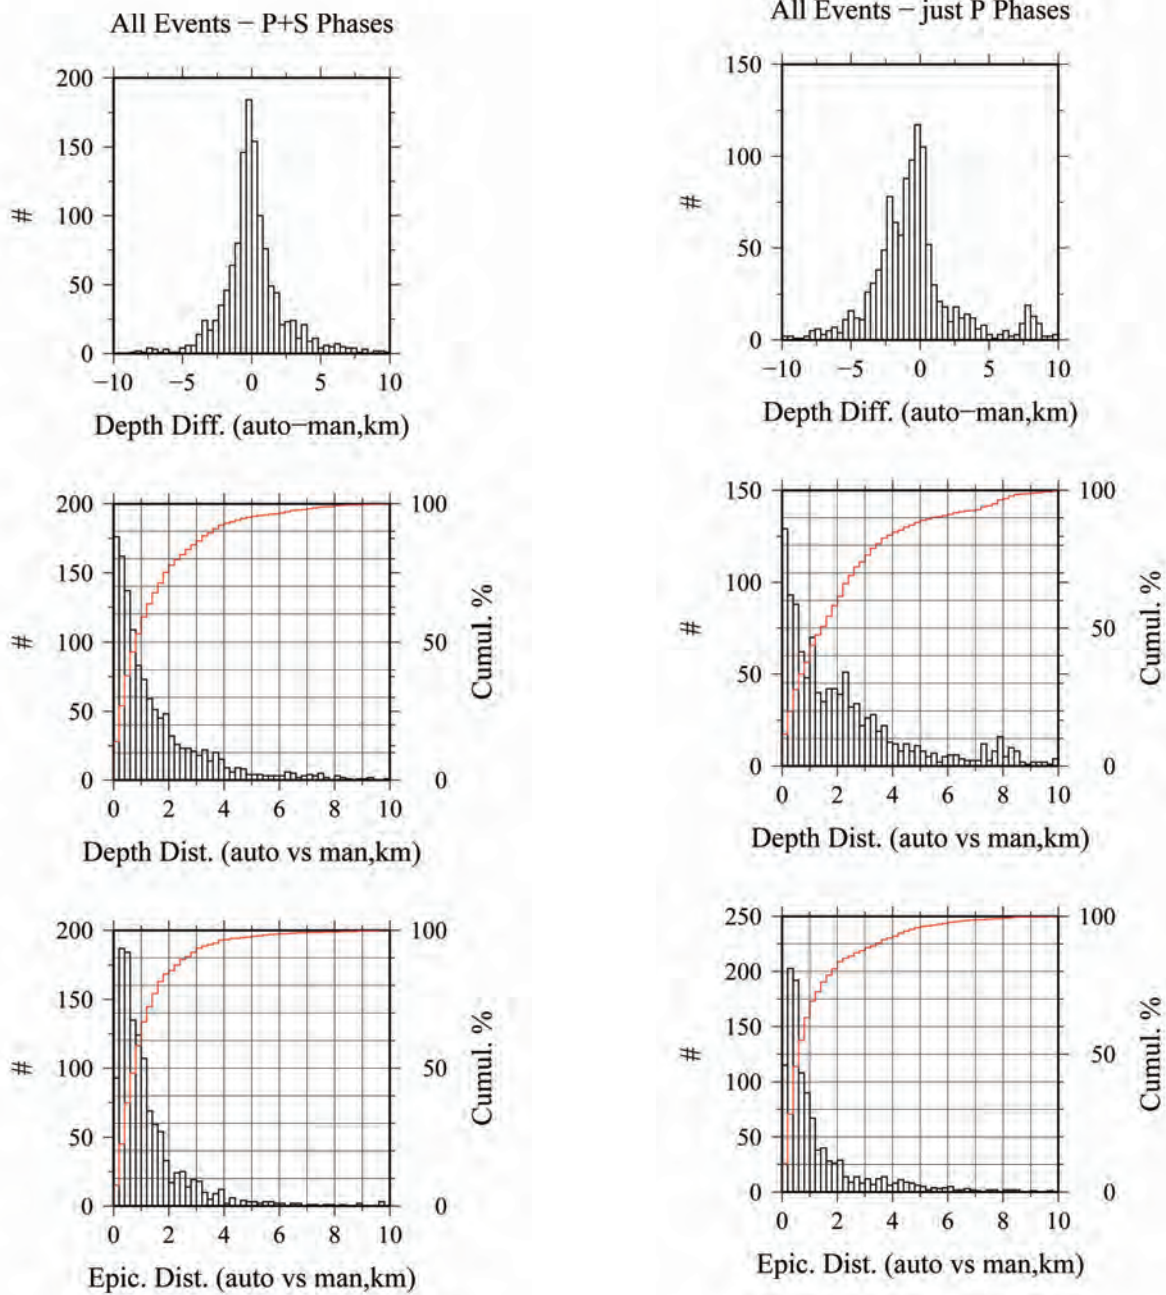 All Events − P+S Phases
200
150
100
50
0
#
−10 −5 0 5 10
Depth Diff. (auto−man,km)
200
150
100
50
0
#
100
50
0
Cumul. %
0 2 4 6 8 10
Depth Dist. (auto vs man,km)
200
150
100
50
0
#
100
50
0
Cumul. %
0 2 4 6 8 10
Epic. Dist. (auto vs man,km)
All Events − just P Phases
150
100
50
0
#
−10 −5 0 5 10
Depth Diff. (auto−man,km)
150
100
50
0
#
100
50
0
Cumul. %
0 2 4 6 8 10
Depth Dist. (auto vs man,km)
250
200
150
100
50
0
#
100
50
0
Cumul. %
0 2 4 6 8 10
Epic. Dist. (auto vs man,km)